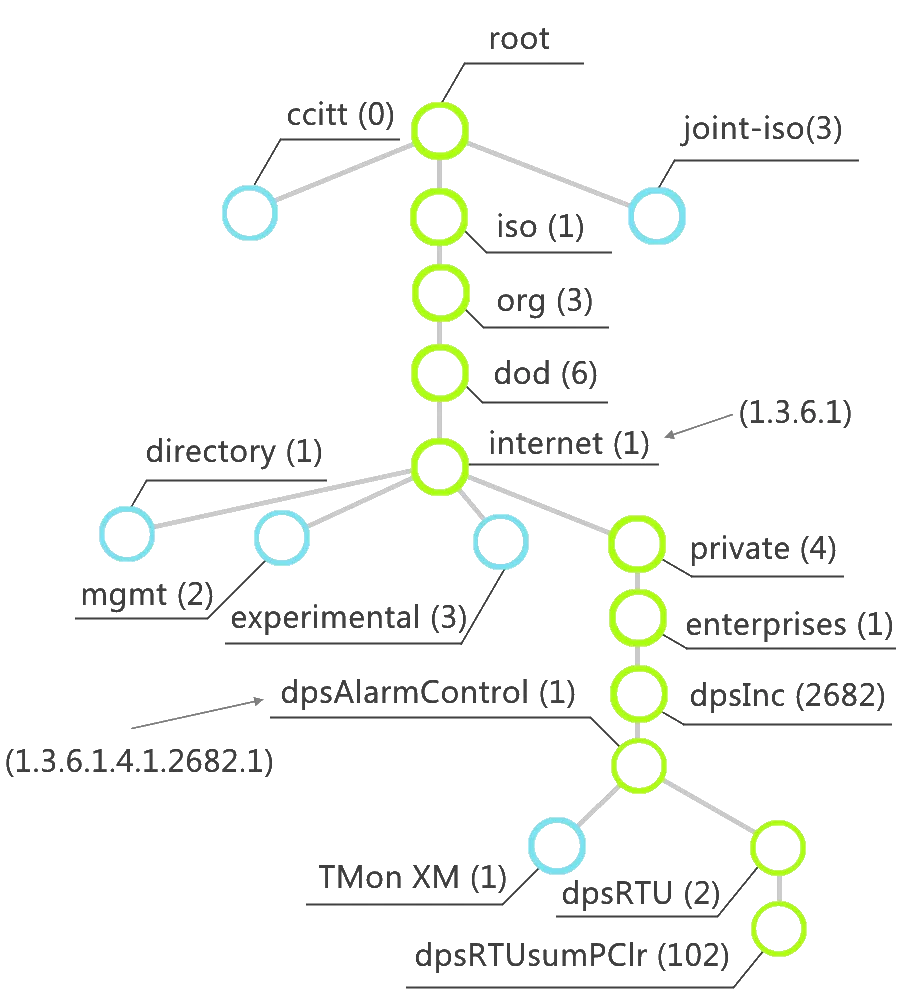 root
ccitt (0)
joint-iso(3)
iso (1)
org (3)
dod (6)
(1.3.6.1)
internet (1)
directory (1)
private (4)
mgmt (2)
experimental (3)
enterprises (1)
dpsAlarmControl (1)
dpsInc (2682)
(1.3.6.1.4.1.2682.1)
TMon XM (1)
dpsRTU (2)
dpsRTUsumPClr (102)